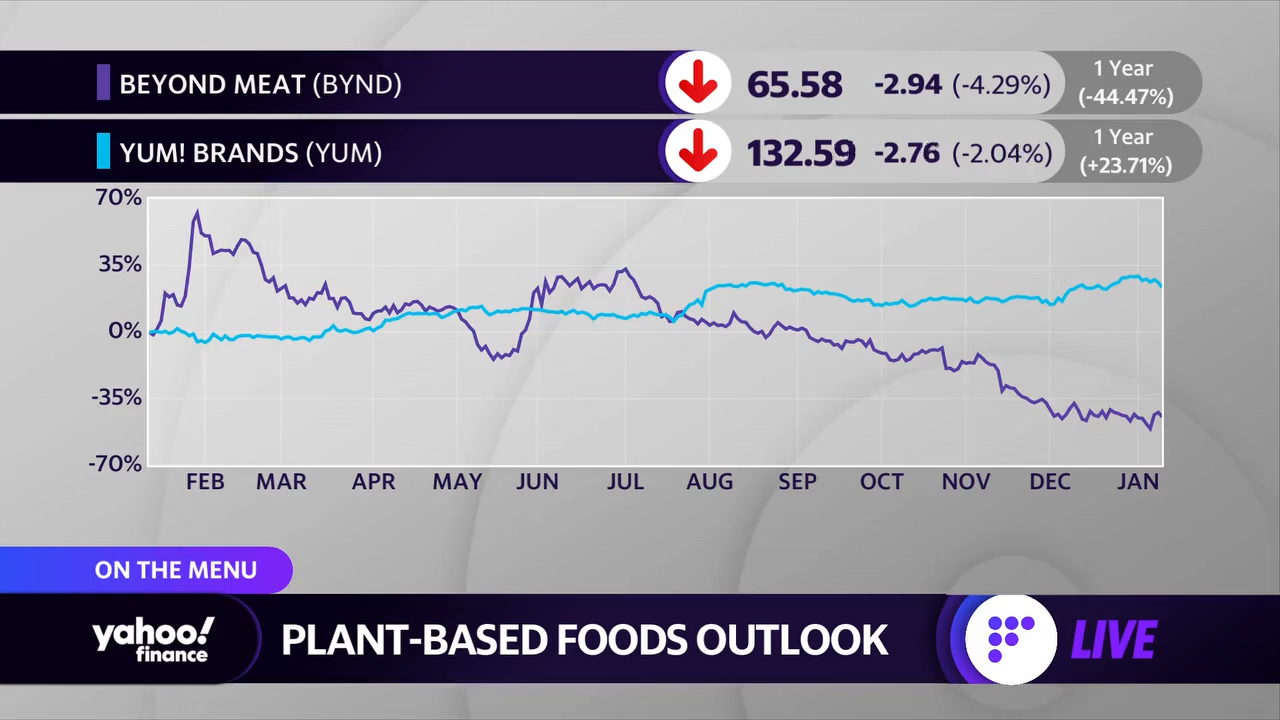 BEYOND MEAT (BYND) 65.58 -2.94 (-4.29%) 1 Year (-44.47%)
YUM! BRANDS (YUM) 132.59 -2.76 (-2.04%) 1 Year (+23.71%)
70%
35%
0%
-35%
-70%
FEB MAR APR MAY JUN JUL AUG SEP OCT NOV DEC JAN
ON THE MENU
yahoo!
finance
PLANT-BASED FOODS OUTLOOK
LIVE